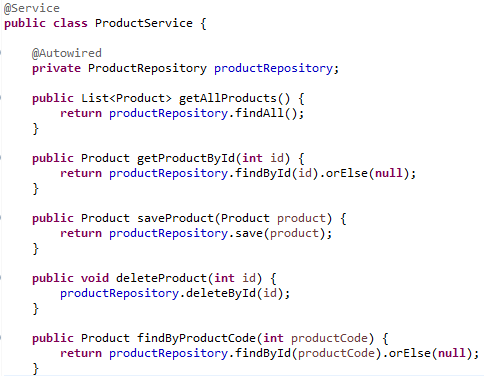 @Service
public class ProductService {
@Autowired
private ProductRepository productRepository;
public List<Product> getAllProducts() {
return productRepository.findAll();
}
public Product getProductById(int id) {
return productRepository.findById(id).orElse(null);
}
public Product saveProduct(Product product) {
return productRepository.save(product);
}
public void deleteProduct(int id) {
productRepository.deleteById(id);
}
public Product findByProductCode(int productCode) {
return productRepository.findById(productCode).orElse(null);
}